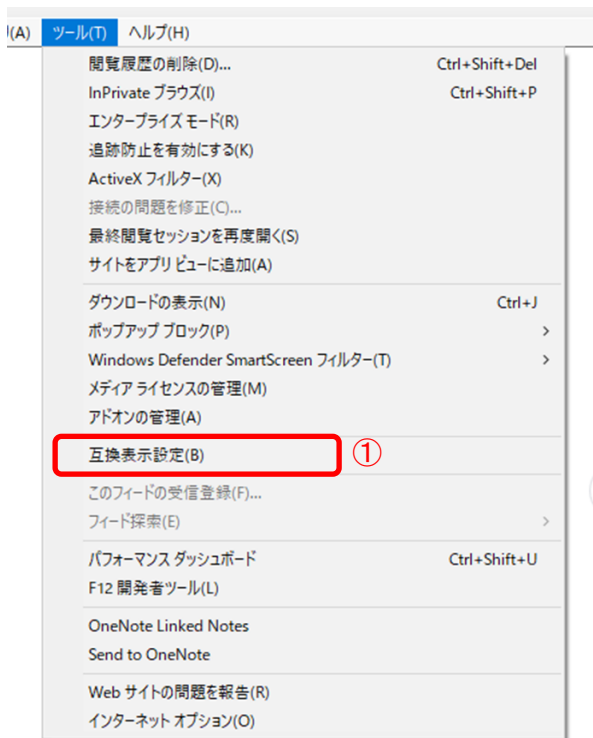 (A) ツール(T) ヘルプ(H)
閲覧履歴の削除(D)... Ctrl+Shift+Del
InPrivate ブラウズ(I) Ctrl+Shift+P
エンタープライズ モード(R)
追跡防止を有効にする(K)
ActiveX フィルター(X)
接続の問題を修正(C)...
最終閲覧セッションを再度開く(S)
サイトをアプリ ビューに追加(A)
ダウンロードの表示(N) Ctrl+J
ポップアップ ブロック(P)
Windows Defender SmartScreen フィルター(T)
メディア ライセンスの管理(M)
アドオンの管理(A)
互換表示設定(B) ①
このフィードの受信登録(F)...
フィード探索(E)
パフォーマンス ダッシュボード Ctrl+Shift+U
F12 開発者ツール(L)
OneNote Linked Notes
Send to OneNote
Web サイトの問題を報告(R)
インターネット オプション(O)